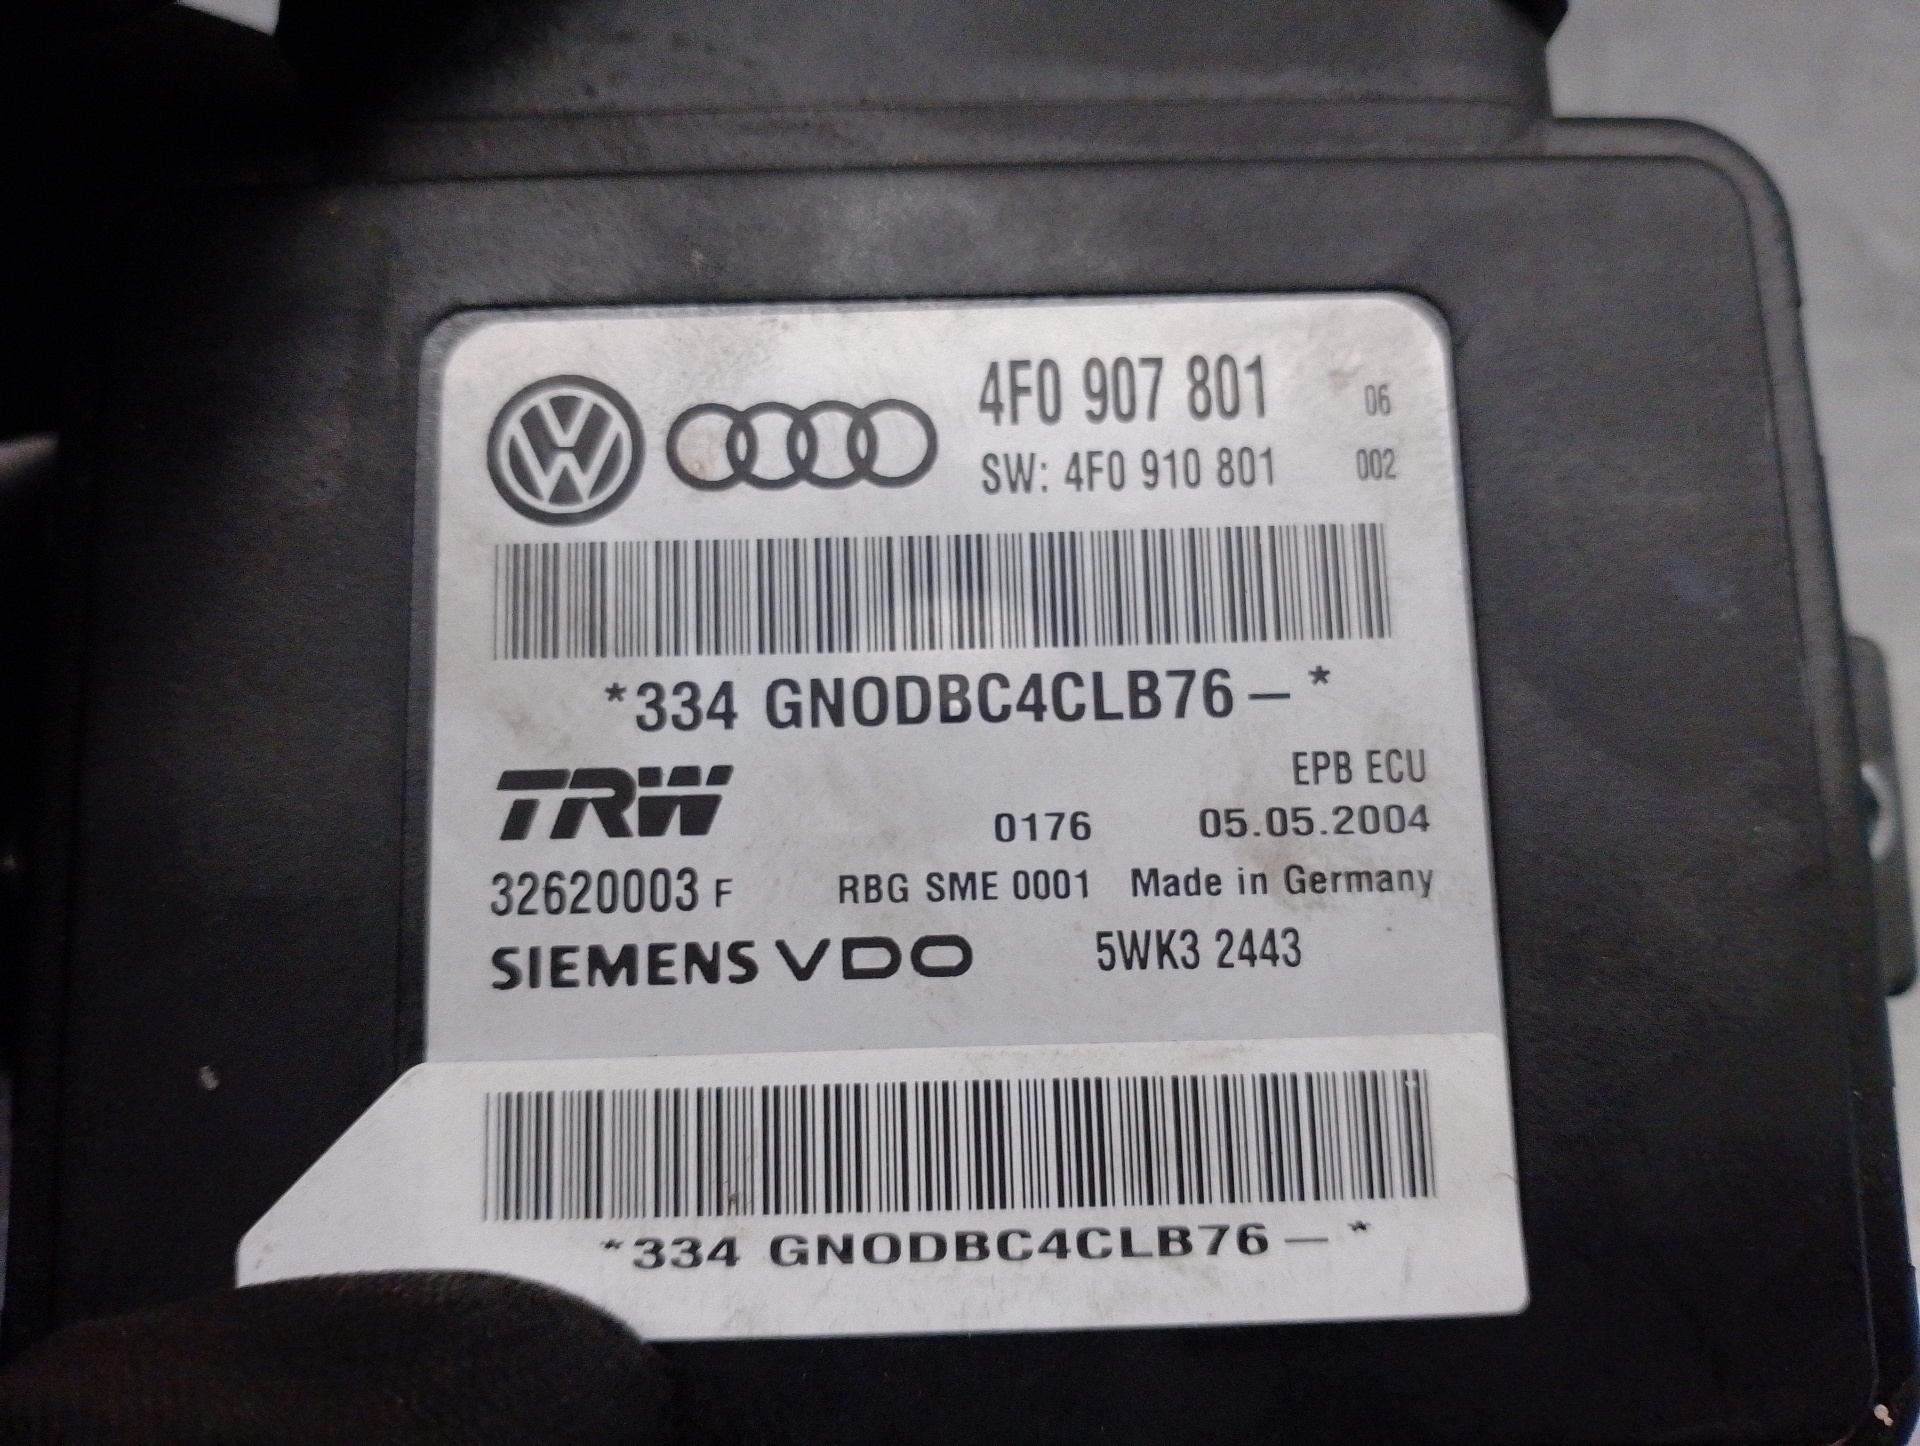 4F0 907 801 06
SW: 4F0 910 801 002
*334 GNODBC4CLB76-*
EPB ECU
TRW 0176 05.05.2004
32620003 F RBG SME 0001 Made in Germany
SIEMENS VDO 5WK3 2443
*334 GNODBC4CLB76-*